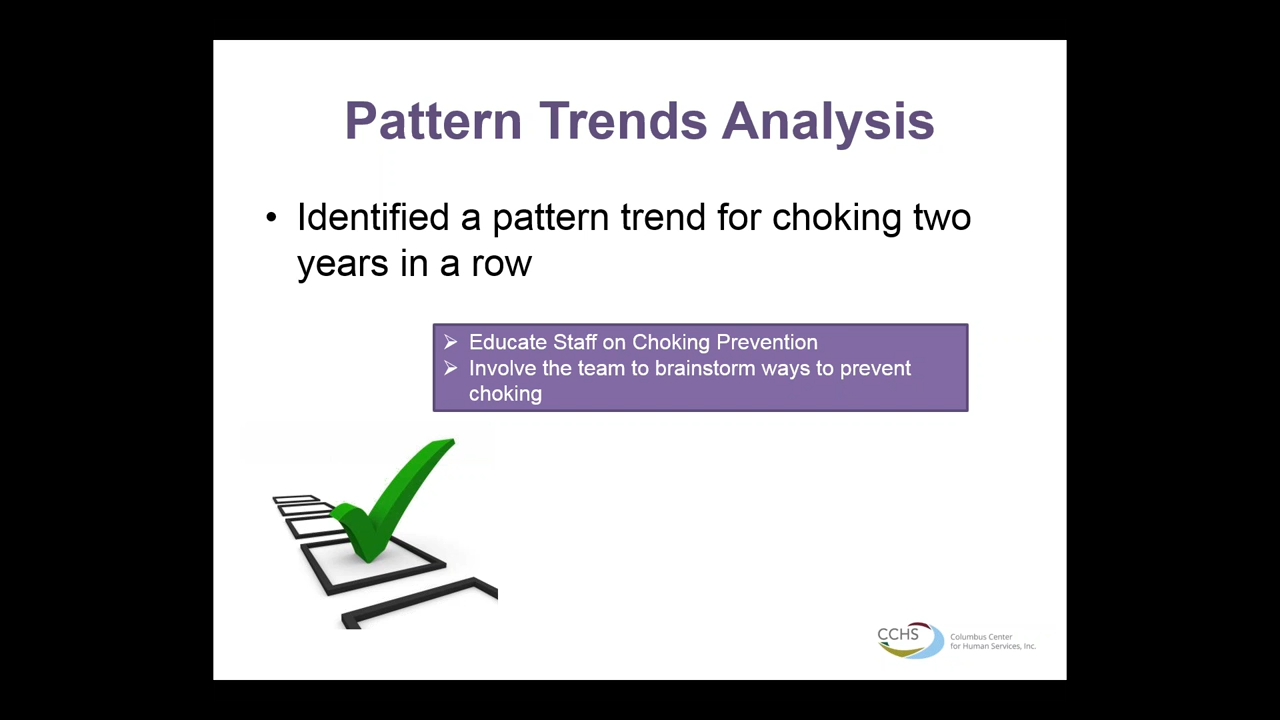 Pattern Trends Analysis
• Identified a pattern trend for choking two
years in a row
➢ Educate Staff on Choking Prevention
➢ Involve the team to brainstorm ways to prevent
choking
CCHS
Columbus Center
for Human Services, Inc.